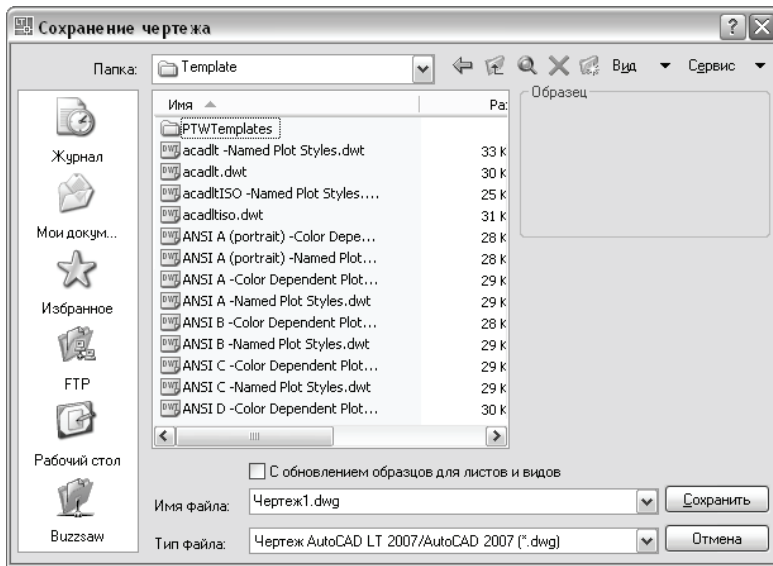 Сохранение чертежа
Папка: Template Вид Сервис
Журнал
Мои докум...
Избранное
FTP
Рабочий стол
Buzzsaw
Имя Ра:
PTWTemplates
acadlt -Named Plot Styles.dwt 33 К
acadlt.dwt 30 К
acadltISO -Named Plot Styles.... 25 К
acadltiso.dwt 31 К
ANSI A (portrait) -Color Depe... 28 К
ANSI A (portrait) -Named Plot... 28 К
ANSI A -Color Dependent Plot... 29 К
ANSI A -Named Plot Styles.dwt 29 К
ANSI B -Color Dependent Plot... 28 К
ANSI B -Named Plot Styles.dwt 29 К
ANSI C -Color Dependent Plot... 29 К
ANSI C -Named Plot Styles.dwt 29 К
ANSI D -Color Dependent Plot... 30 К
Образец
С обновлением образцов для листов и видов
Имя файла: Чертеж1.dwg Сохранить
Тип файла: Чертеж AutoCAD LT 2007/AutoCAD 2007 (*.dwg) Отмена